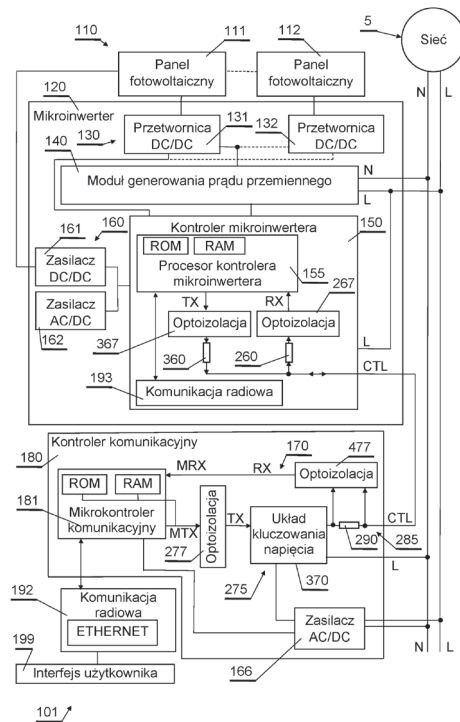 110
111
112
5
Panel
fotowoltaiczny
Panel
fotowoltaiczny
Sieć
N
L
120
Mikroinwerter
130
131
132
Przetwornica
DC/DC
Przetwornica
DC/DC
140
Moduł generowania prądu przemiennego
N
L
161
160
Kontroler mikroinwertera
150
ROM
RAM
Procesor kontrolera
mikroinwertera
155
Zasilacz
DC/DC
Zasilacz
AC/DC
162
TX
RX
267
Optoizolacja
Optoizolacja
367
360
260
L
CTL
193
Komunikacja radiowa
Kontroler komunikacyjny
180
MRX
RX
170
477
Optoizolacja
ROM
RAM
181
Mikrokontroler
komunikacyjny
MTX
Optoizolacja
277
TX
Układ
kluczowania
napięcia
CTL
290
285
L
275
370
192
Komunikacja
radiowa
ETHERNET
199
Interfejs użytkownika
Zasilacz
AC/DC
166
N
L
101